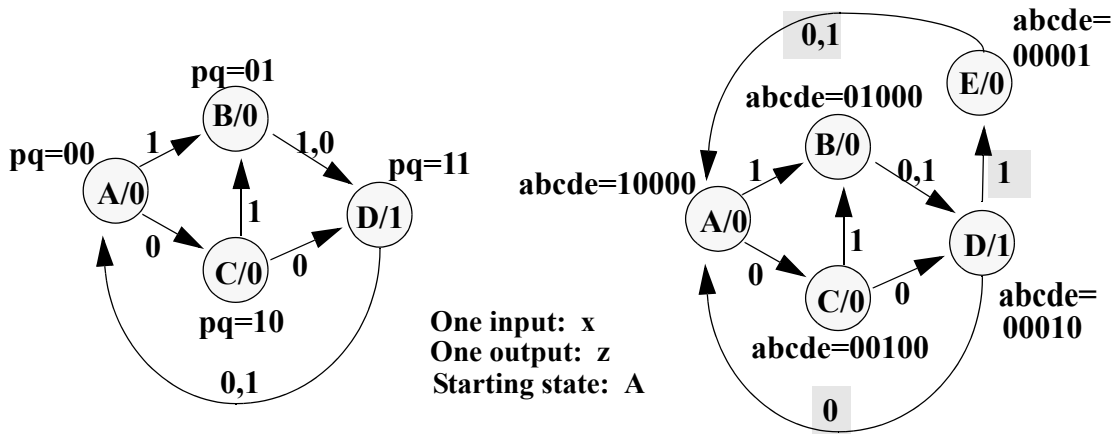 pq=01
B/0
pq=00
1
1,0
pq=11
A/0
1
D/1
0
C/0
0
pq=10
0,1
One input: x
One output: z
Starting state: A
0,1
abcde=
00001
E/0
abcde=01000
B/0
abcde=10000
1
0,1
1
A/0
1
D/1
0
C/0
0
abcde=
00010
abcde=00100
0